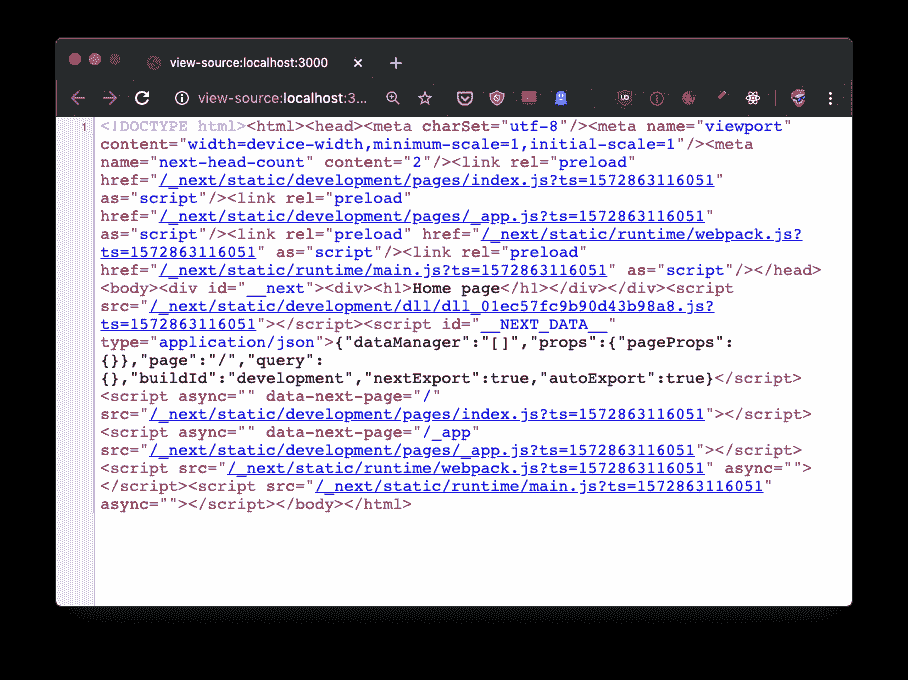 view-source:localhost:3000
view-source:localhost:3...
1
<!DOCTYPE html><html><head><meta charSet="utf-8"/><meta name="viewport"
content="width=device-width,minimum-scale=1,initial-scale=1"/><meta
name="next-head-count" content="2"/><link rel="preload"
href="/_next/static/development/pages/index.js?ts=1572863116051"
as="script"/><link rel="preload"
href="/_next/static/development/pages/_app.js?ts=1572863116051"
as="script"/><link rel="preload" href="/_next/static/runtime/webpack.js?
ts=1572863116051" as="script"/><link rel="preload"
href="/_next/static/runtime/main.js?ts=1572863116051" as="script"/></head>
<body><div id="__next"><div><h1>Home page</h1></div></div><script
src="/_next/static/development/dll/dll_01ec57fc9b90d43b98a8.js?
ts=1572863116051"></script><script id="__NEXT_DATA__"
type="application/json">{"dataManager":"[]","props":{"pageProps":
{}},"page":"/","query":
{},"buildId":"development","nextExport":true,"autoExport":true}</script>
<script async="" data-next-page="/"
src="/_next/static/development/pages/index.js?ts=1572863116051"></script>
<script async="" data-next-page="/_app"
src="/_next/static/development/pages/_app.js?ts=1572863116051"></script>
<script src="/_next/static/runtime/webpack.js?ts=1572863116051" async="">
</script><script src="/_next/static/runtime/main.js?ts=1572863116051"
async=""></script></body></html>